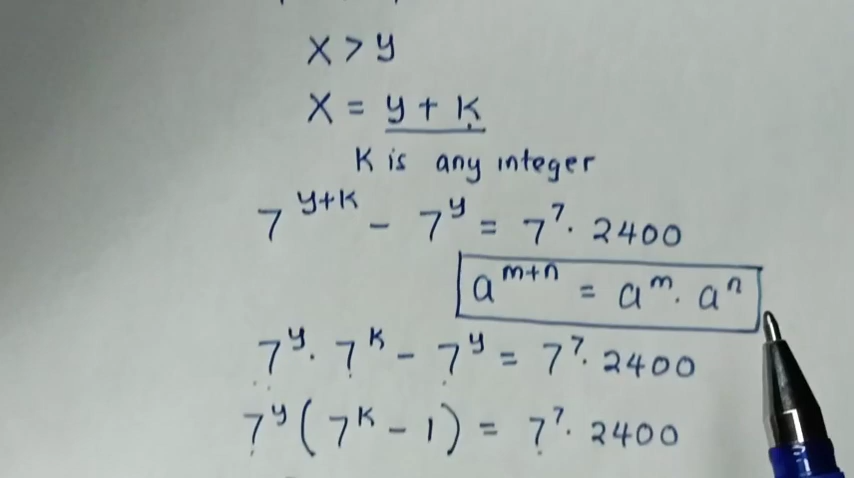 X > y
X = y + K
K is any integer
7^{y+k} - 7^y = 7^7 · 2400
a^{m+n} = a^m · a^n
7^y · 7^k - 7^y = 7^7 · 2400
7^y (7^k - 1) = 7^7 · 2400